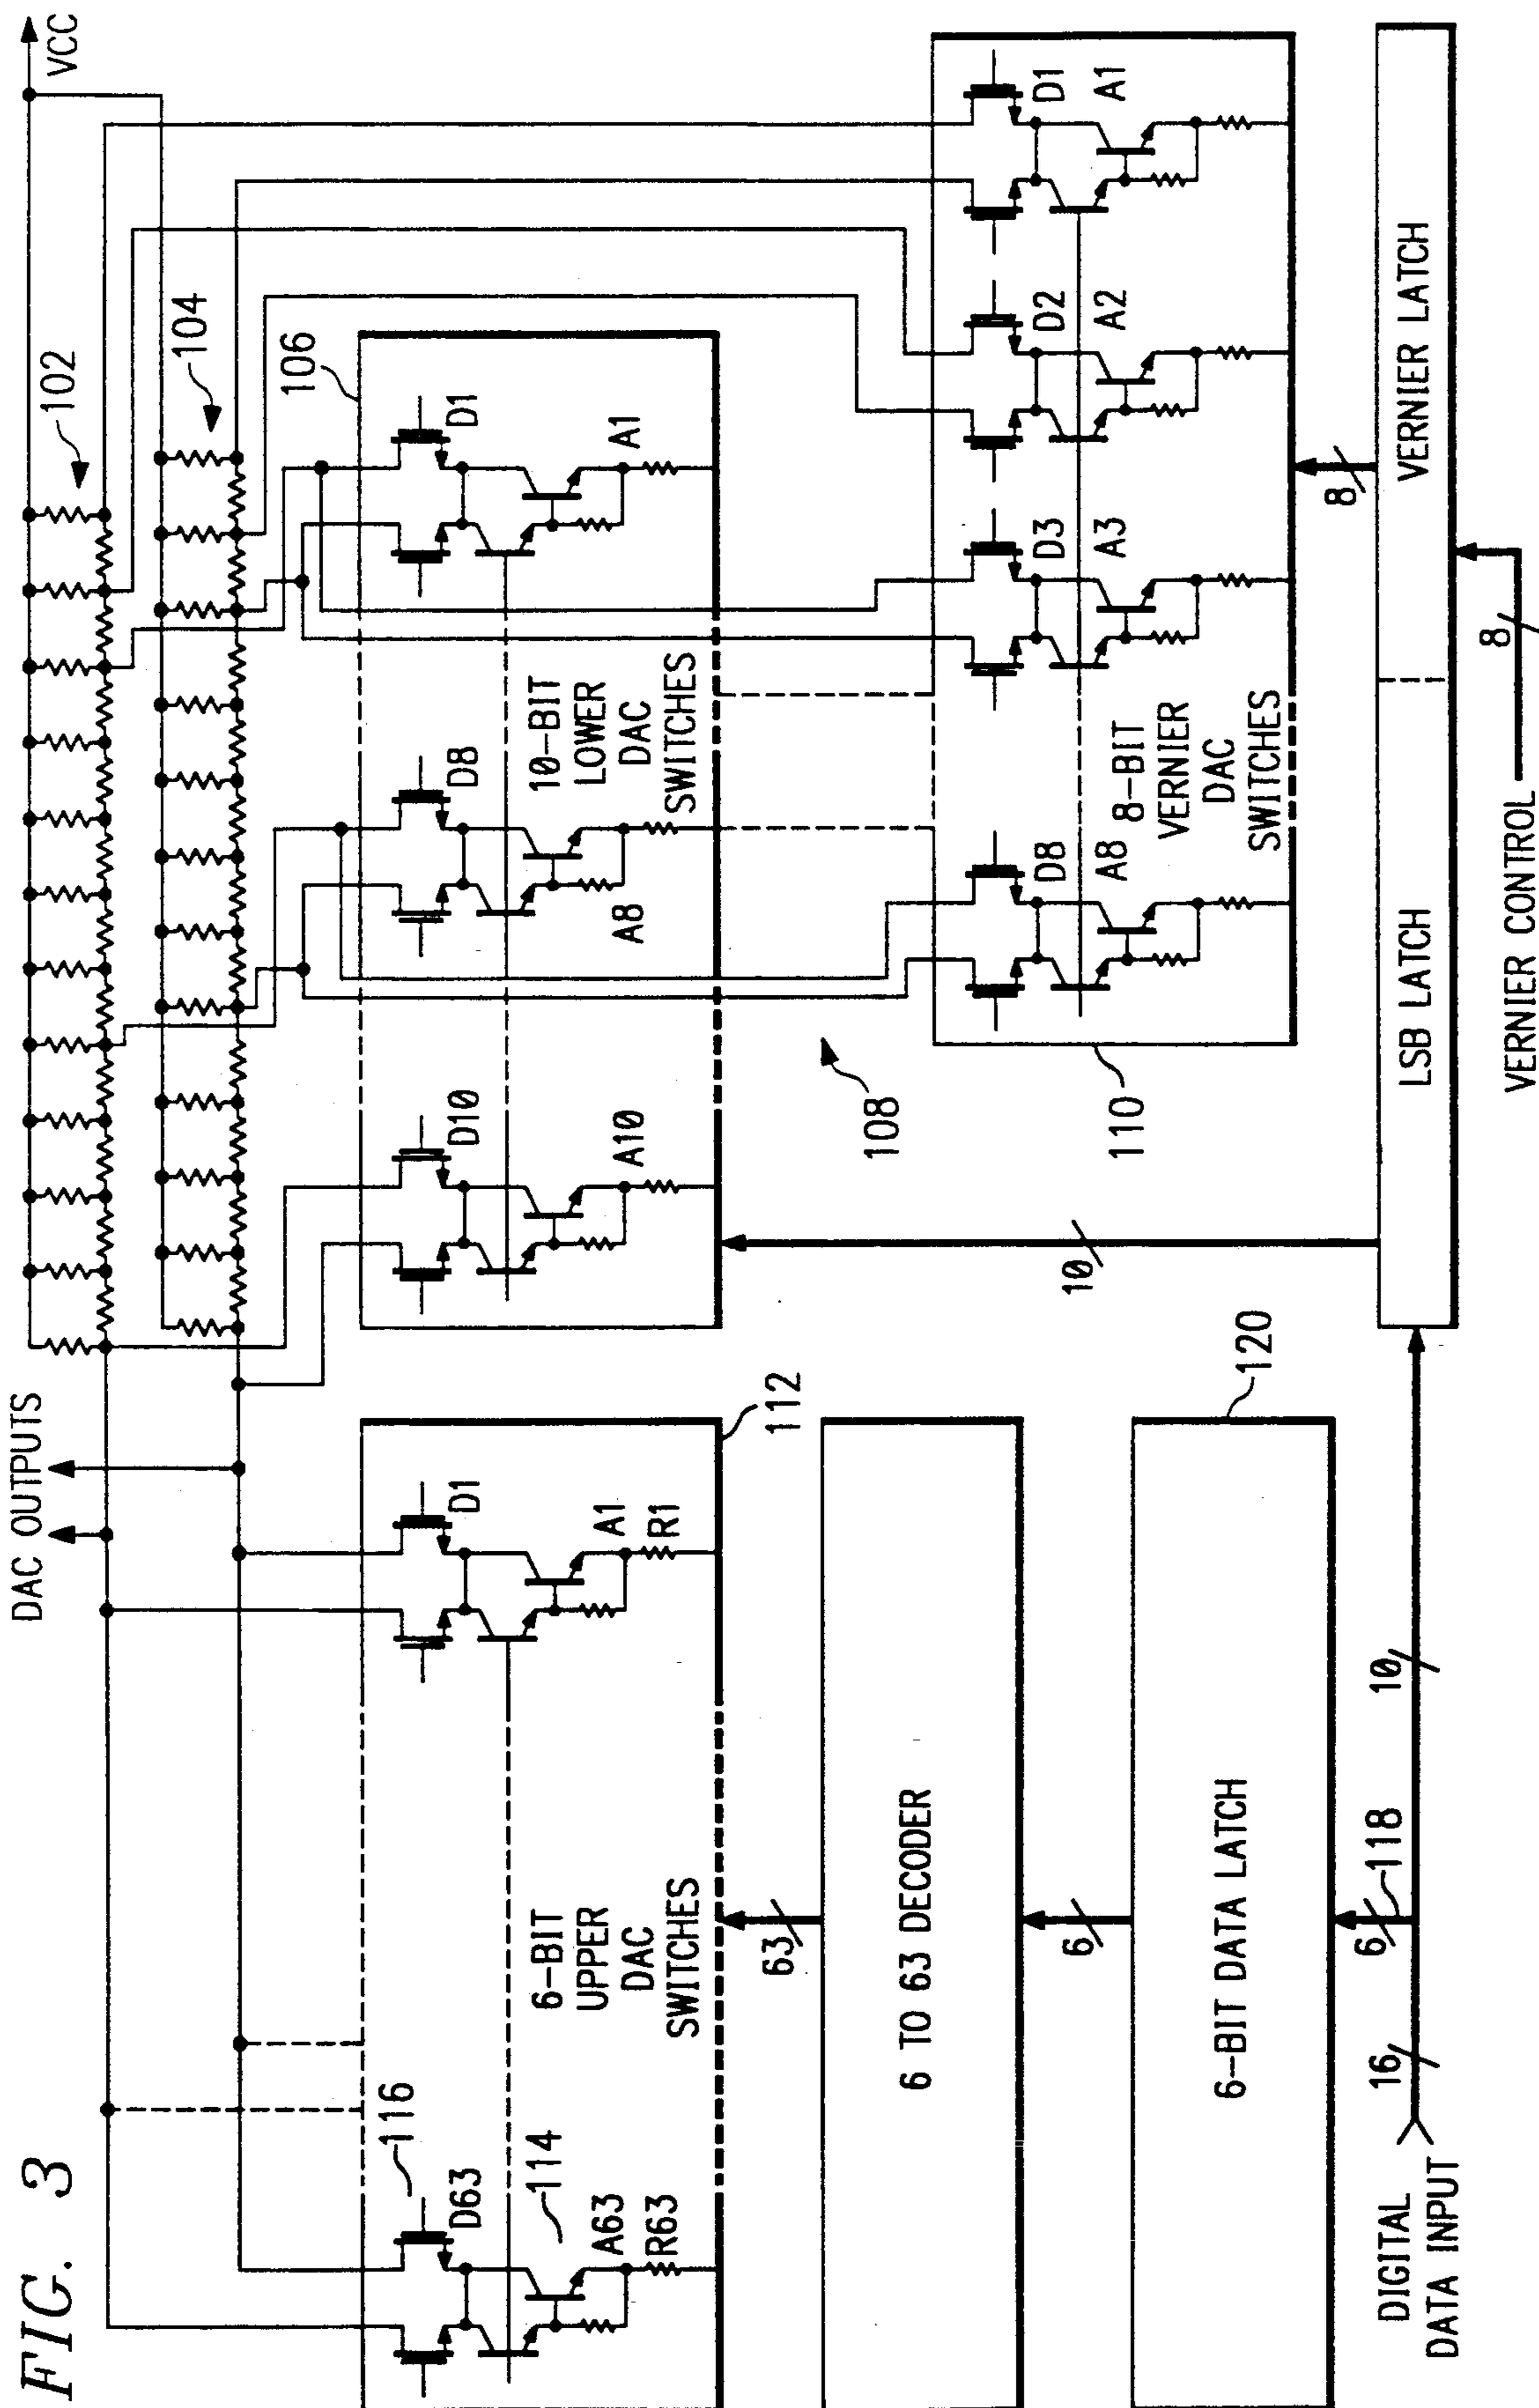 FIG. 3
DAC OUTPUTS
VCC
102
104
106
116
D63
114
A63
R63
6-BIT
UPPER
DAC
SWITCHES
D1
A1
R1
112
D10
A10
D8
A8
10-BIT
LOWER
DAC
SWITCHES
D1
A1
108
110
D8
A8
8-BIT
VERNIER
DAC
SWITCHES
D3
A3
D2
A2
D1
A1
63
6 TO 63 DECODER
6
6-BIT DATA LATCH
120
6
118
16
10
10
8
LSB LATCH
VERNIER LATCH
8
DIGITAL
DATA INPUT
VERNIER CONTROL